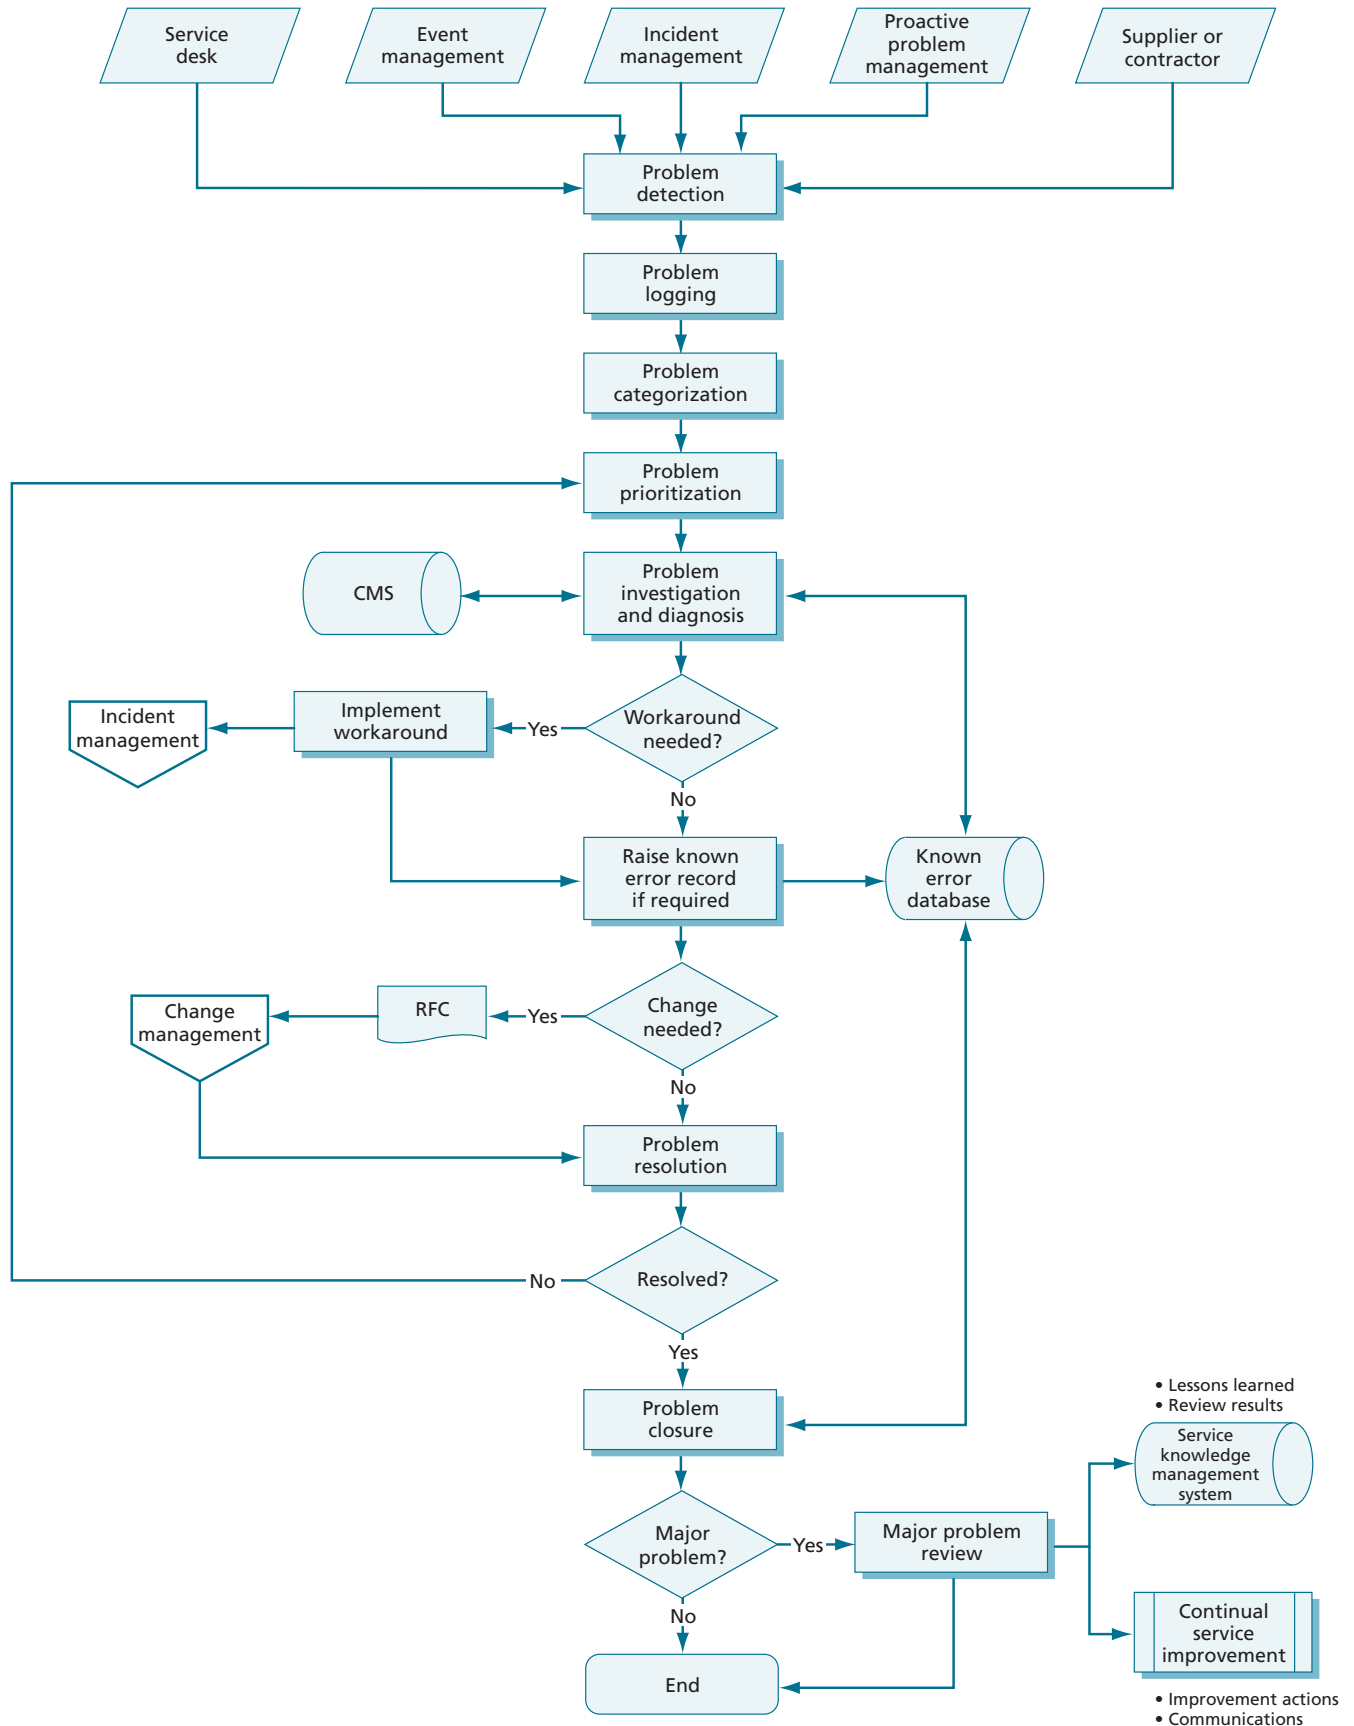 Service
desk
Event
management
Incident
management
Proactive
problem
management
Supplier or
contractor
Problem
detection
Problem
logging
Problem
categorization
Problem
prioritization
CMS
Problem
investigation
and diagnosis
Incident
management
Implement
workaround
Yes
Workaround
needed?
No
Raise known
error record
if required
Known
error
database
Change
management
RFC
Yes
Change
needed?
No
Problem
resolution
No
Resolved?
Yes
Problem
closure
• Lessons learned
• Review results
Service
knowledge
management
system
Major
problem?
Yes
Major problem
review
No
Continual
service
improvement
End
• Improvement actions
• Communications